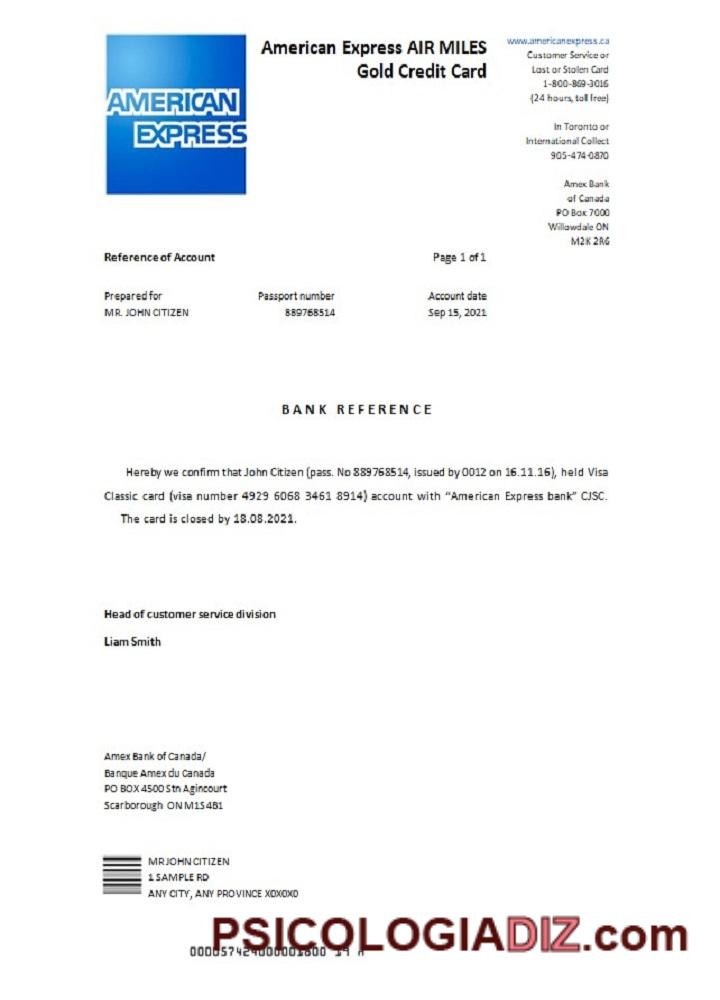 AMERICAN
EXPRESS
American Express AIR MILES
Gold Credit Card
www.americanexpress.ca
Customer Service or
Lost or Stolen Card
1-800-869-3016
(24 hours, toll free)
In Toronto or
International Collect
905-474-0870
Amex Bank
of Canada
PO Box 7000
Willowdale ON
M2K 2R6
Reference of Account Page 1 of 1
Prepared for Passport number Account date
MR. JOHN CITIZEN 889768514 Sep 15, 2021
BANK REFERENCE
Hereby we confirm that John Citizen (pass. No 889768514, issued by 0012 on 16.11.16), held Visa
Classic card (visa number 4929 6068 3461 8914) account with “American Express bank” CJSC.
The card is closed by 18.08.2021.
Head of customer service division
Liam Smith
Amex Bank of Canada/
Banque Amex du Canada
PO BOX 4500 Stn Agincourt
Scarborough ON M1S4B1
MR JOHN CITIZEN
1 SAMPLE RD
ANY CITY, ANY PROVINCE X0X0X0
PSICOLOGIADIZ.com